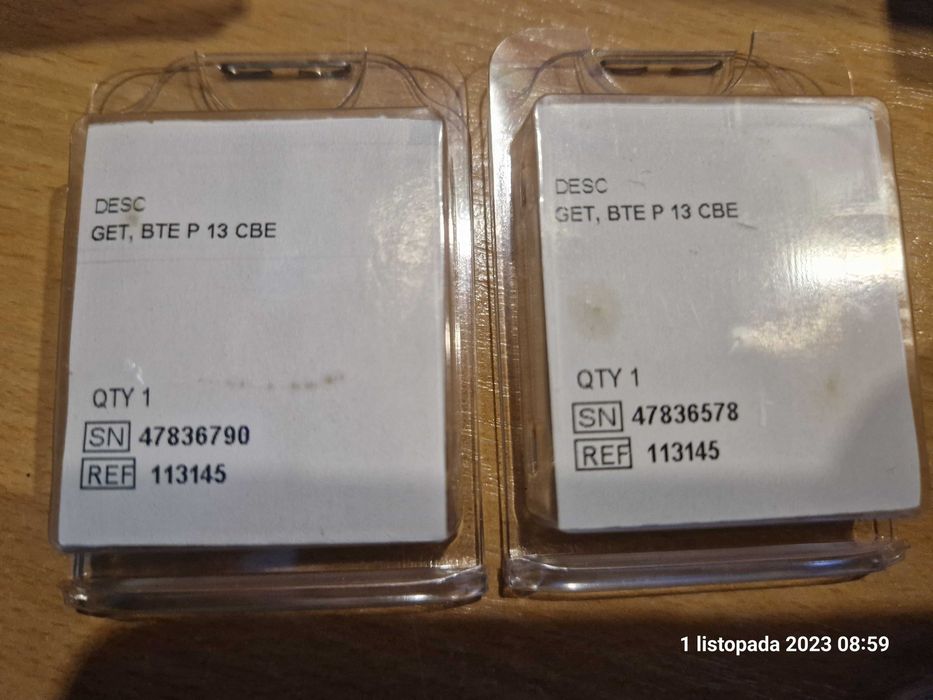 DESC
GET, BTE P 13 CBE
QTY 1
SN 47836790
REF 113145
DESC
GET, BTE P 13 CBE
QTY 1
SN 47836578
REF 113145
1 listopada 2023 08:59